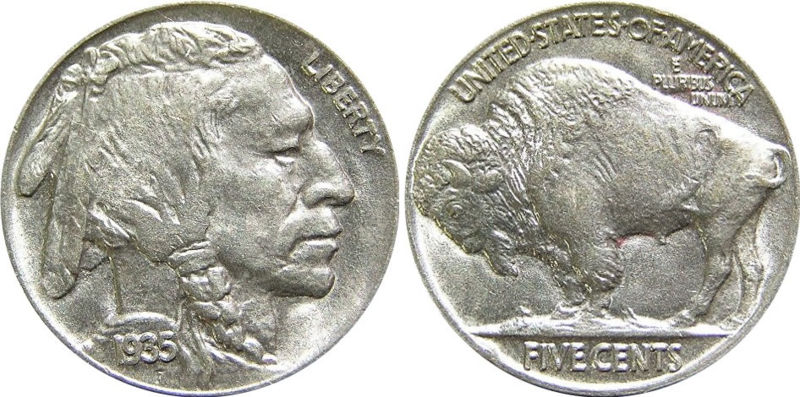 LIBERTY
1935
F
UNITED·STATES·OF·AMERICA
E
PLURIBUS
UNUM
FIVE CENTS